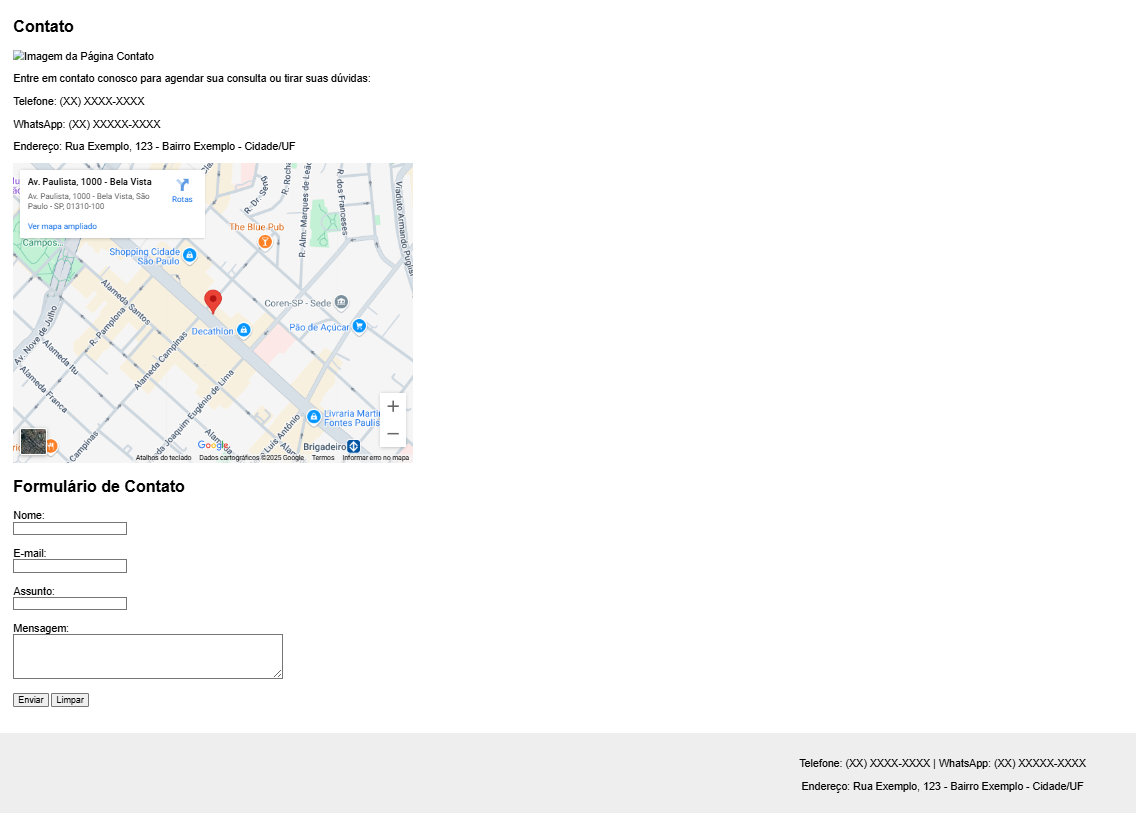 Contato
Imagem da Página Contato
Entre em contato conosco para agendar sua consulta ou tirar suas dúvidas:
Telefone: (XX) XXXX-XXXX
WhatsApp: (XX) XXXXX-XXXX
Endereço: Rua Exemplo, 123 - Bairro Exemplo - Cidade/UF
Av. Paulista, 1000 - Bela Vista
Av. Paulista, 1000 - Bela Vista, São
Paulo - SP, 01310-100
Rotas
Ver mapa ampliado
Campos...
R. Dr. Seng
R. Rocha
R. Alm. Marques de Leão
R. dos Franceses
Viaduto Armando Puglisi
The Blue Pub
Shopping Cidade
São Paulo
Coren-SP - Sede
Pão de Açúcar
Decathlon
Av. Nove de Julho
Alameda Santos
R. Pamplona
Alameda Campinas
Alameda Itu
Alameda Franca
Campinas
Joaquim Eugênio de Lima
Luís Antônio
Livraria Marti
Fontes Paulis
Brigadeiro
Google
Atalhos do teclado
Dados cartográficos ©2025 Google
Termos
Informar erro no mapa
Formulário de Contato
Nome:
E-mail:
Assunto:
Mensagem:
Enviar Limpar
Telefone: (XX) XXXX-XXXX | WhatsApp: (XX) XXXXX-XXXX
Endereço: Rua Exemplo, 123 - Bairro Exemplo - Cidade/UF